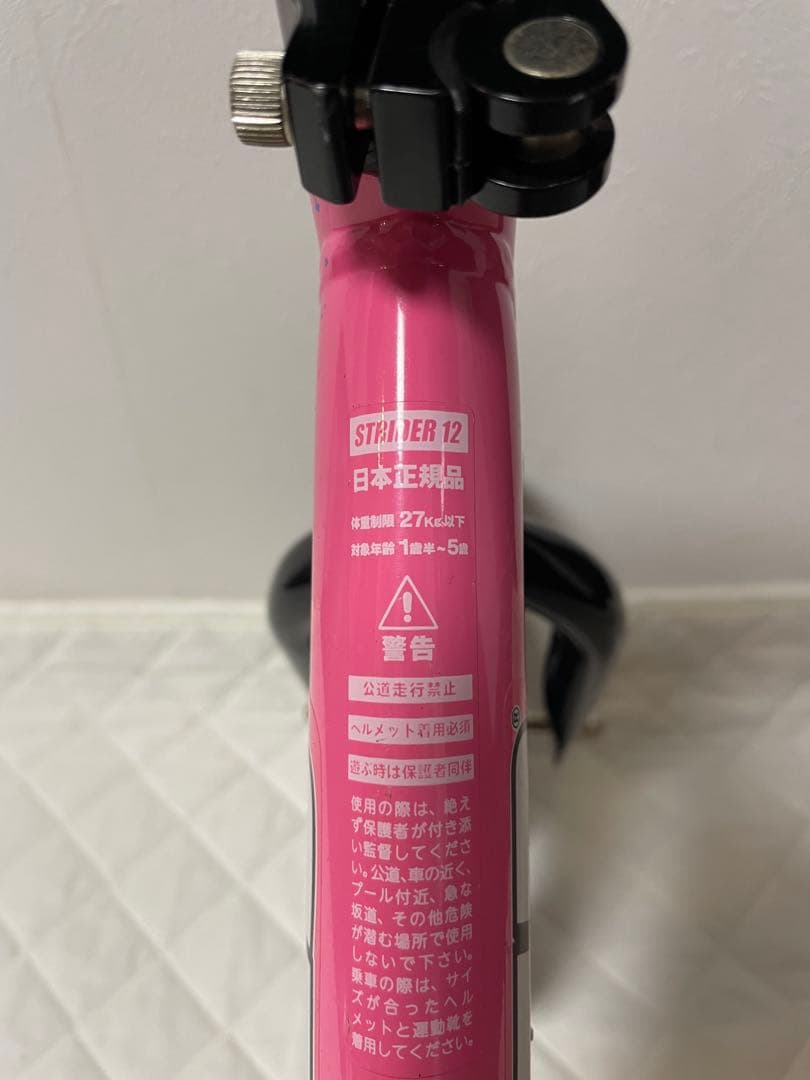 STRIDER 12
日本正規品
体重制限 27Kg以下
対象年齢 1歳半~5歳
警告
公道走行禁止
ヘルメット着用必須
遊ぶ時は保護者同伴
使用の際は、絶え
ず保護者が付き添
い監督してくださ
い。公道、車の近く、
プール付近、急な
坂道、その他危険
が潜む場所で使用
しないで下さい。
乗車の際は、サイ
ズが合ったヘル
メットと運動靴を
着用してください。